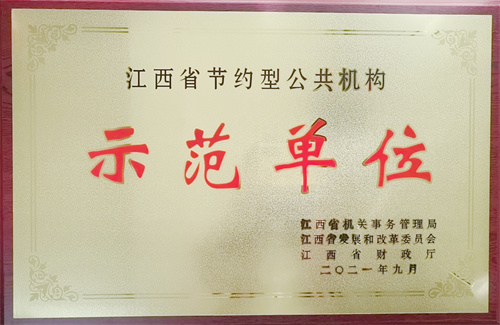 江西省节约型公共机构
示范单位
江西省机关事务管理局
江西省发展和改革委员会
江西省财政厅
二〇二一年九月